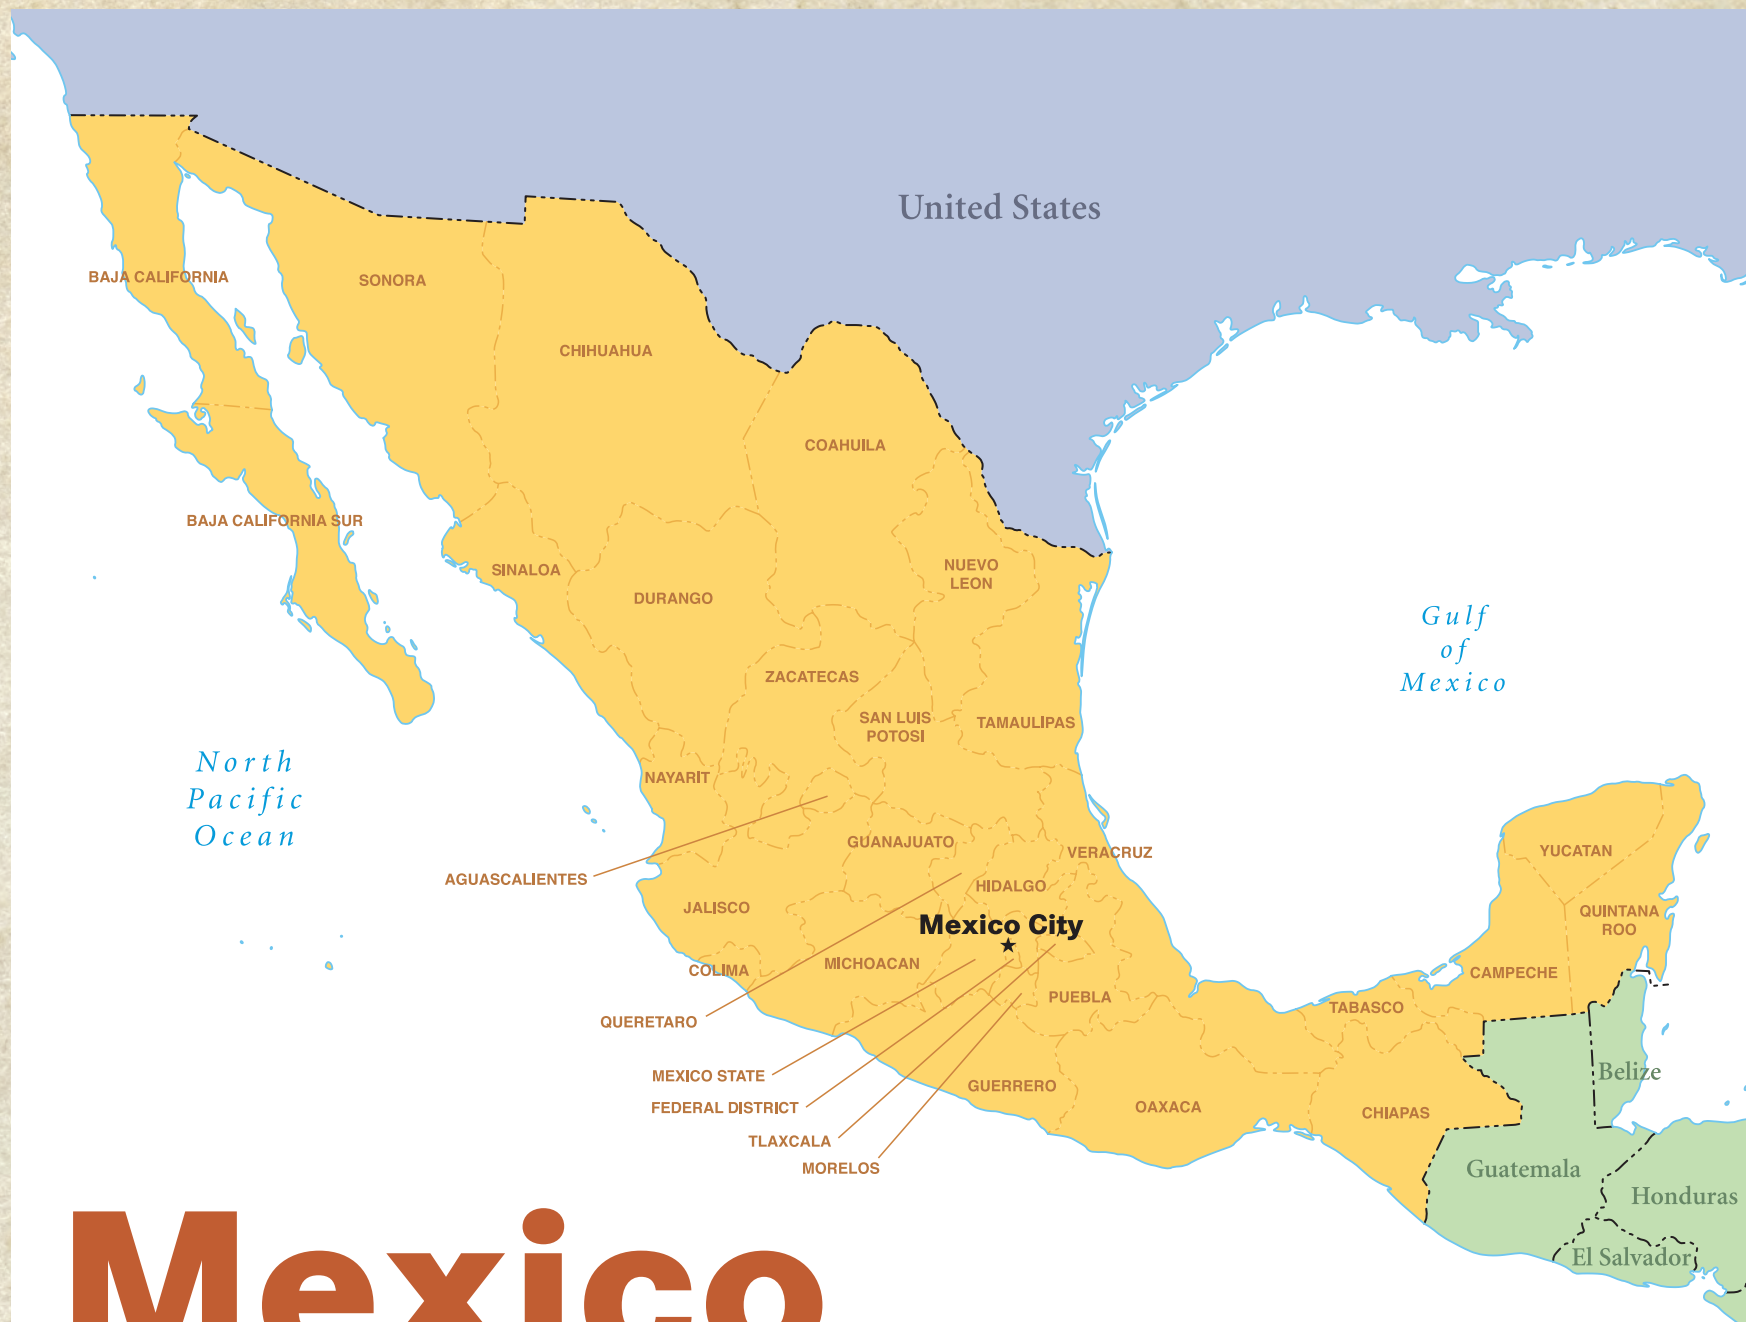 United States
BAJA CALIFORNIA
SONORA
CHIHUAHUA
COAHUILA
BAJA CALIFORNIA SUR
SINALOA
NUEVO
LEON
DURANGO
Gulf
of
Mexico
ZACATECAS
SAN LUIS
POTOSI
TAMAULIPAS
North
Pacific
Ocean
NAYARIT
GUANAJUATO
VERACRUZ
YUCATAN
AGUASCALIENTES
HIDALGO
JALISCO
QUINTANA
ROO
Mexico City
COLIMA
MICHOACAN
CAMPECHE
PUEBLA
TABASCO
QUERETARO
MEXICO STATE
GUERRERO
Belize
FEDERAL DISTRICT
OAXACA
CHIAPAS
TLAXCALA
MORELOS
Guatemala
Honduras
El Salvador
Mexico